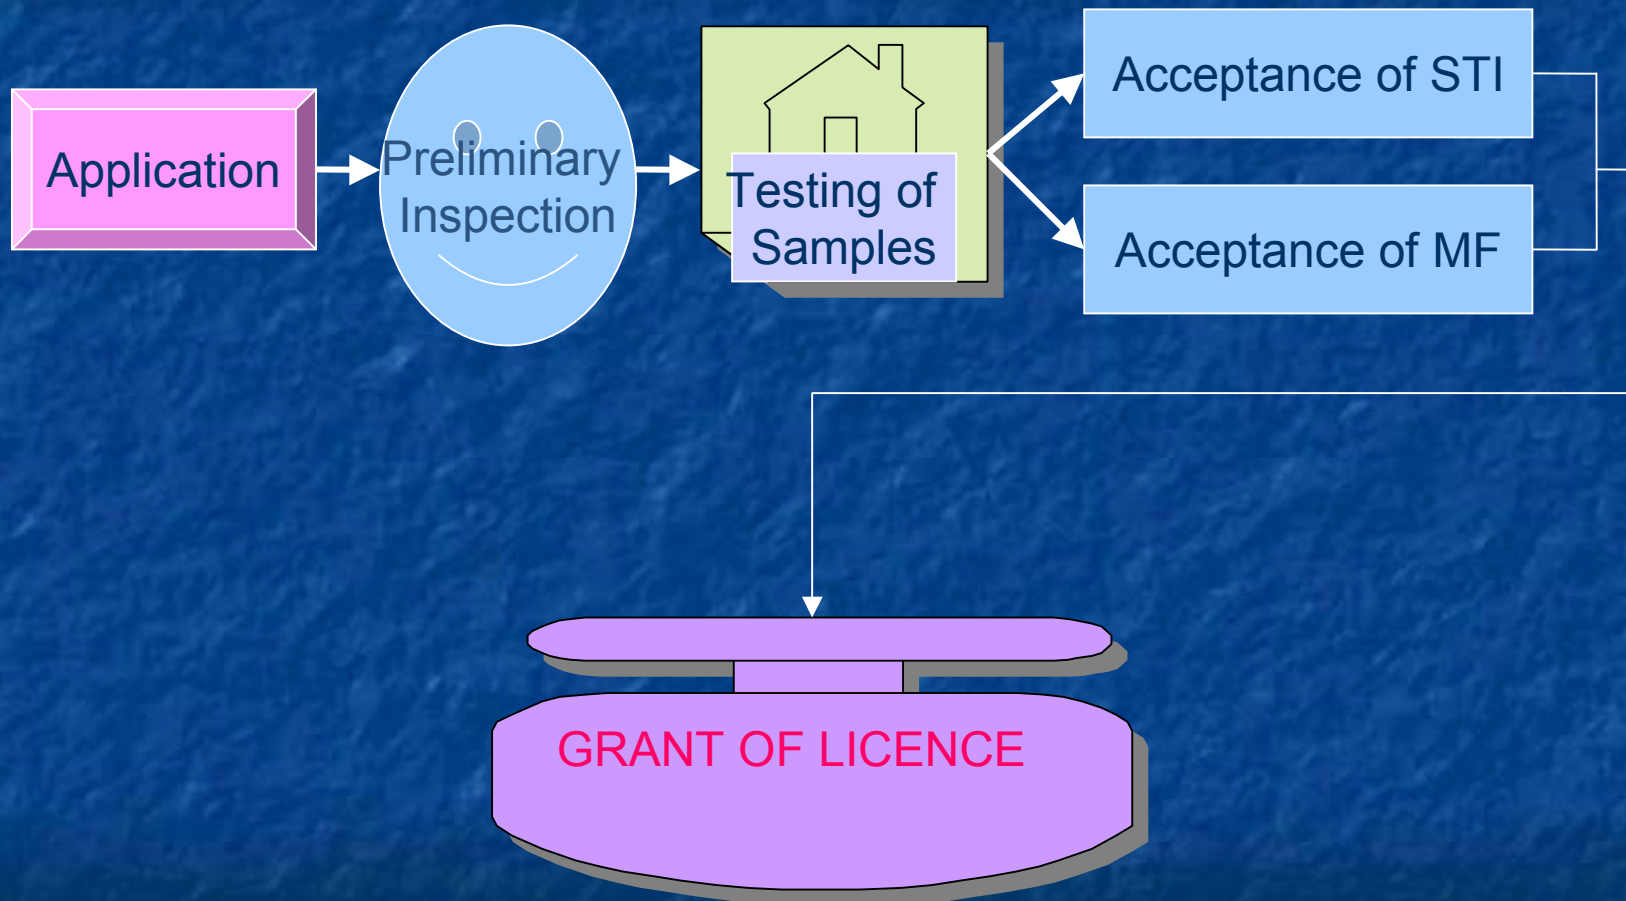 Application
Preliminary
Inspection
Testing of
Samples
Acceptance of STI
Acceptance of MF
GRANT OF LICENCE